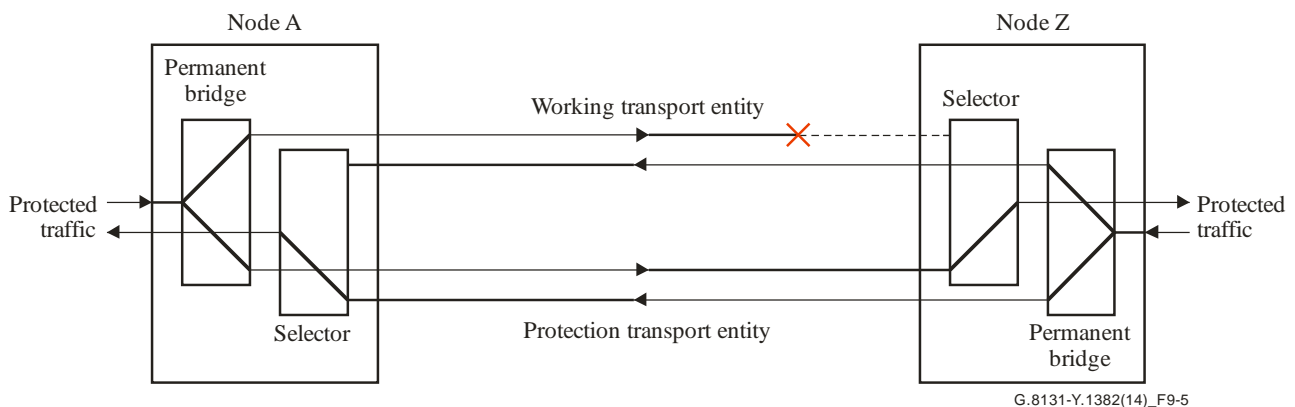 Node A
Node Z
Permanent
bridge
Working transport entity
Selector
Protected
traffic
Protected
traffic
Selector
Protection transport entity
Permanent
bridge
G.8131-Y.1382(14)_F9-5